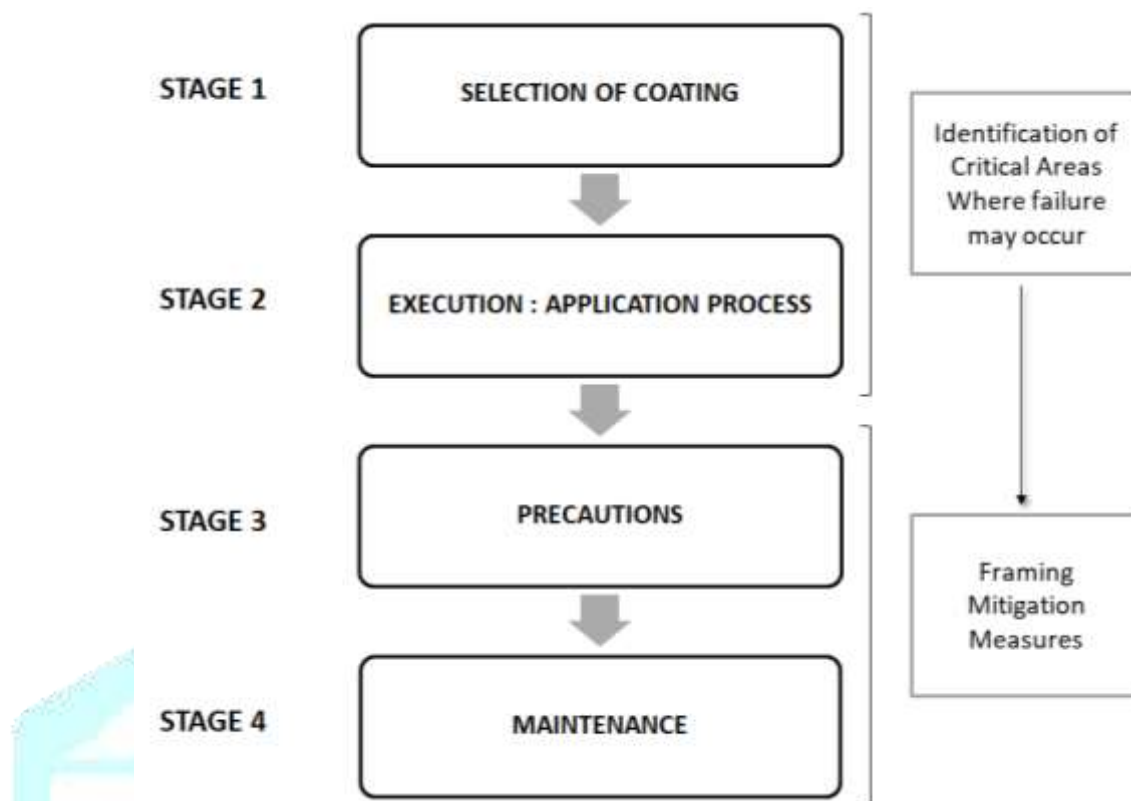 STAGE 1
SELECTION OF COATING
Identification of
Critical Areas
Where failure
may occur
STAGE 2
EXECUTION : APPLICATION PROCESS
STAGE 3
PRECAUTIONS
Framing
Mitigation
Measures
STAGE 4
MAINTENANCE